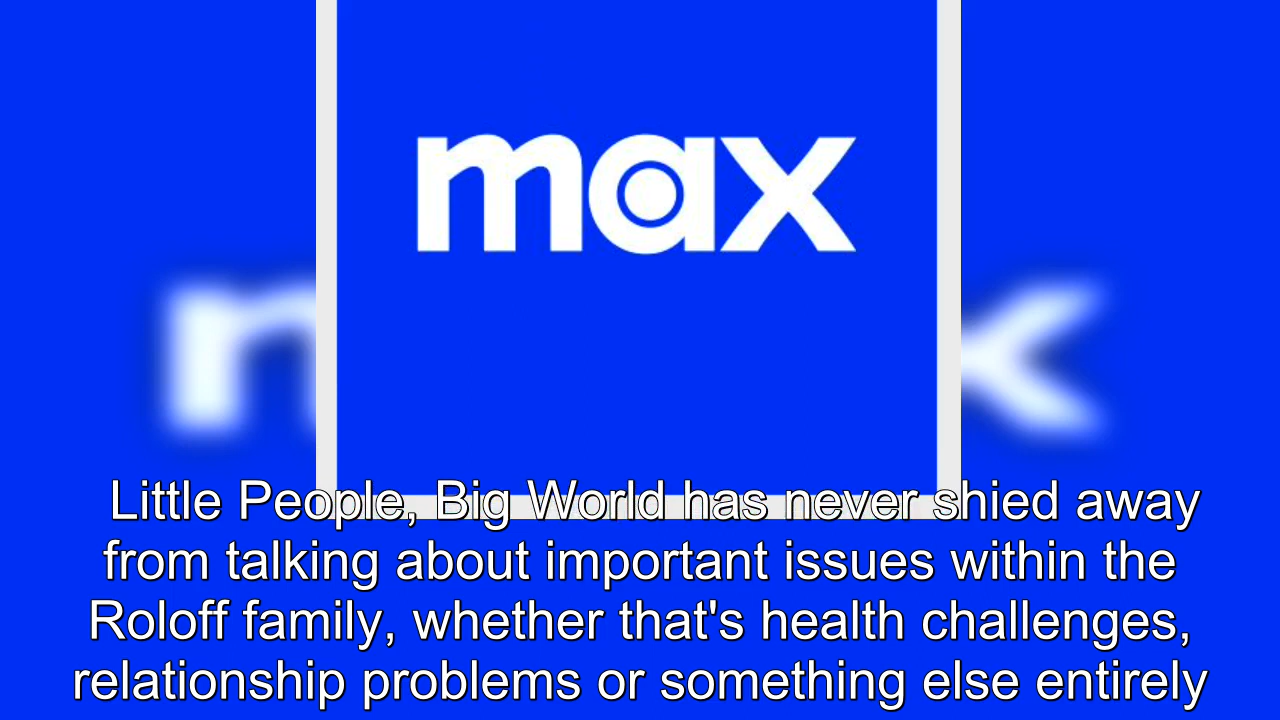 max
Little People, Big World has never shied away
from talking about important issues within the
Roloff family, whether that's health challenges,
relationship problems or something else entirely